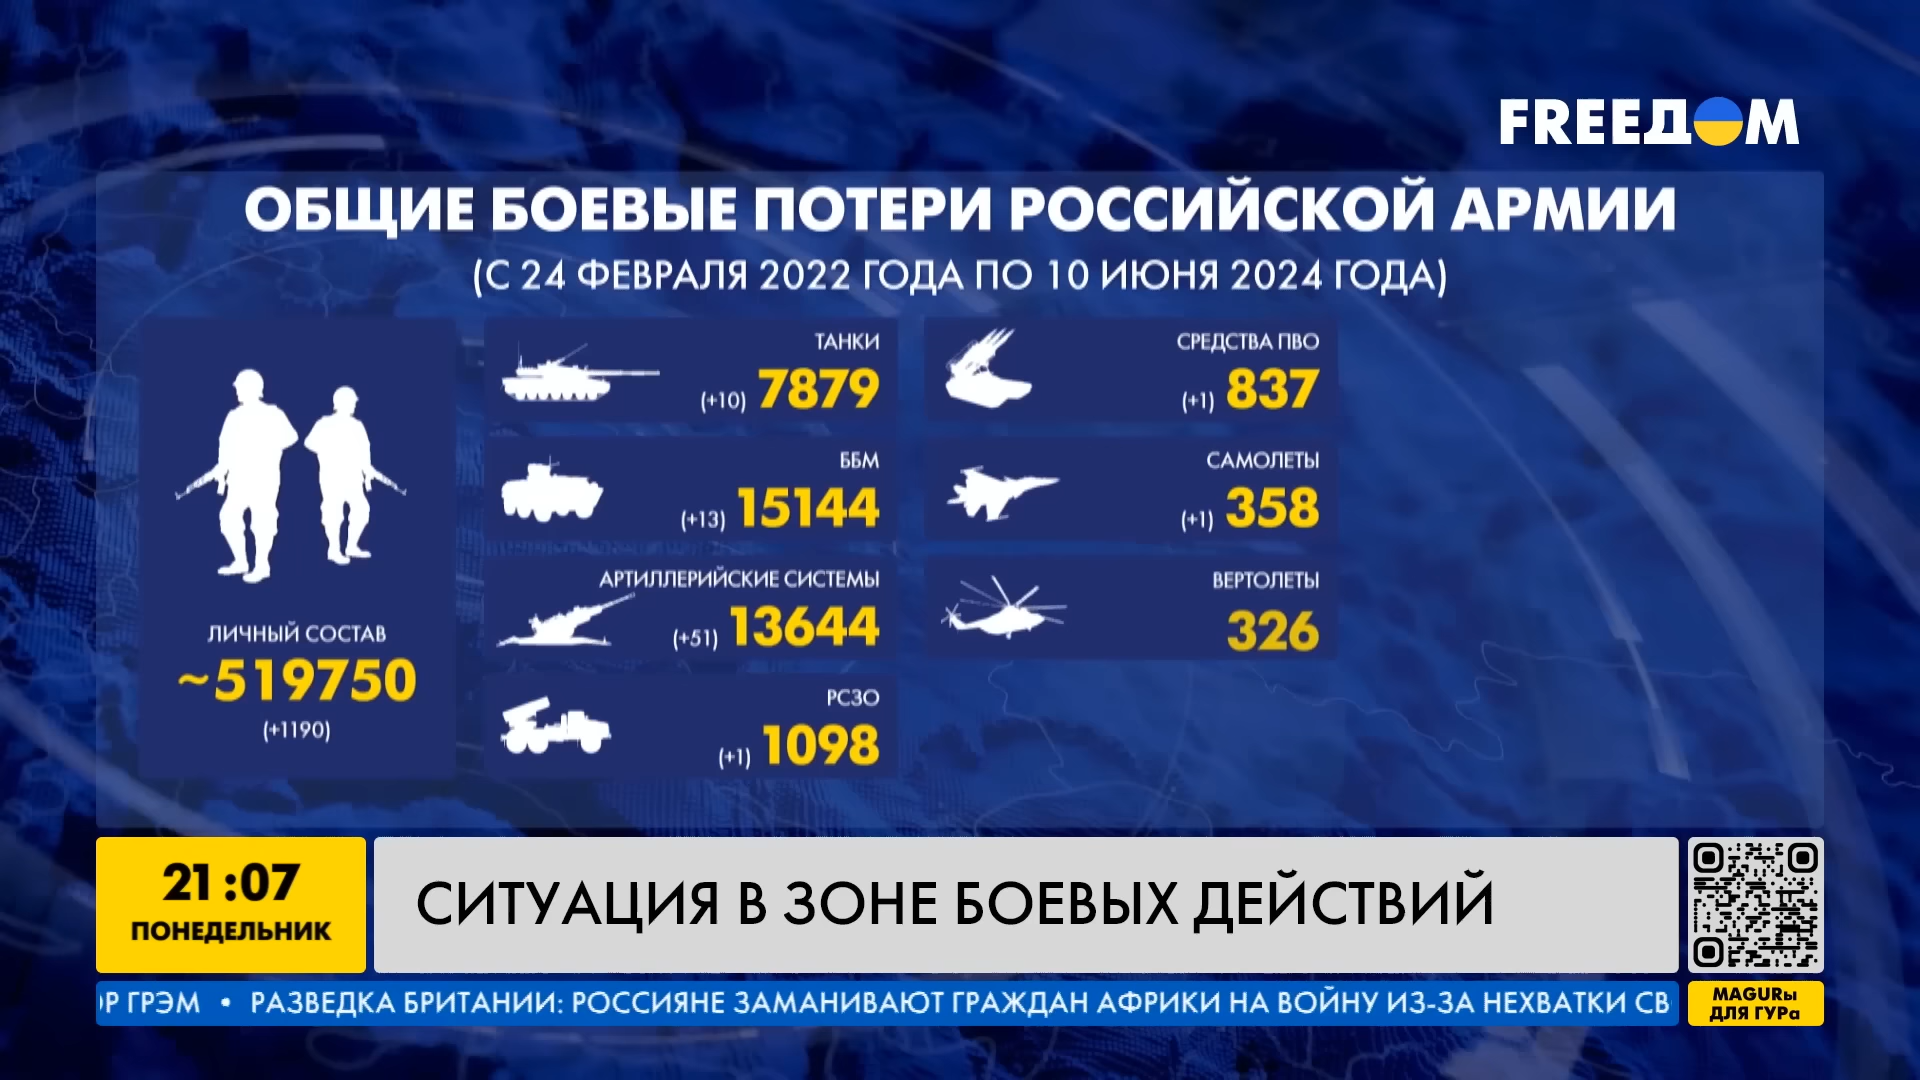 FREEДOM
ОБЩИЕ БОЕВЫЕ ПОТЕРИ РОССИЙСКОЙ АРМИИ
(С 24 ФЕВРАЛЯ 2022 ГОДА ПО 10 ИЮНЯ 2024 ГОДА)
ЛИЧНЫЙ СОСТАВ
~519750
(+1190)
ТАНКИ
(+10) 7879
ББМ
(+13) 15144
АРТИЛЛЕРИЙСКИЕ СИСТЕМЫ
(+51) 13644
РСЗО
(+1) 1098
СРЕДСТВА ПВО
(+1) 837
САМОЛЕТЫ
(+1) 358
ВЕРТОЛЕТЫ
326
21:07
ПОНЕДЕЛЬНИК
СИТУАЦИЯ В ЗОНЕ БОЕВЫХ ДЕЙСТВИЙ
ОР ГРЭМ • РАЗВЕДКА БРИТАНИИ: РОССИЯНЕ ЗАМАНИВАЮТ ГРАЖДАН АФРИКИ НА ВОЙНУ ИЗ-ЗА НЕХВАТКИ СВ
MAGURы
ДЛЯ ГУРа